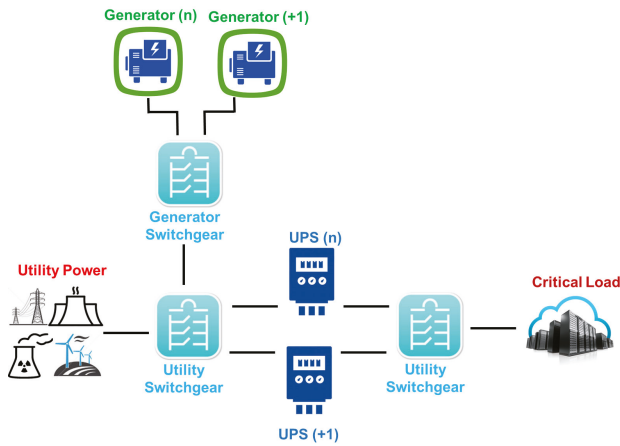 Generator (n)
Generator (+1)
Generator
Switchgear
UPS (n)
Utility Power
Critical Load
Utility
Switchgear
Utility
Switchgear
UPS (+1)